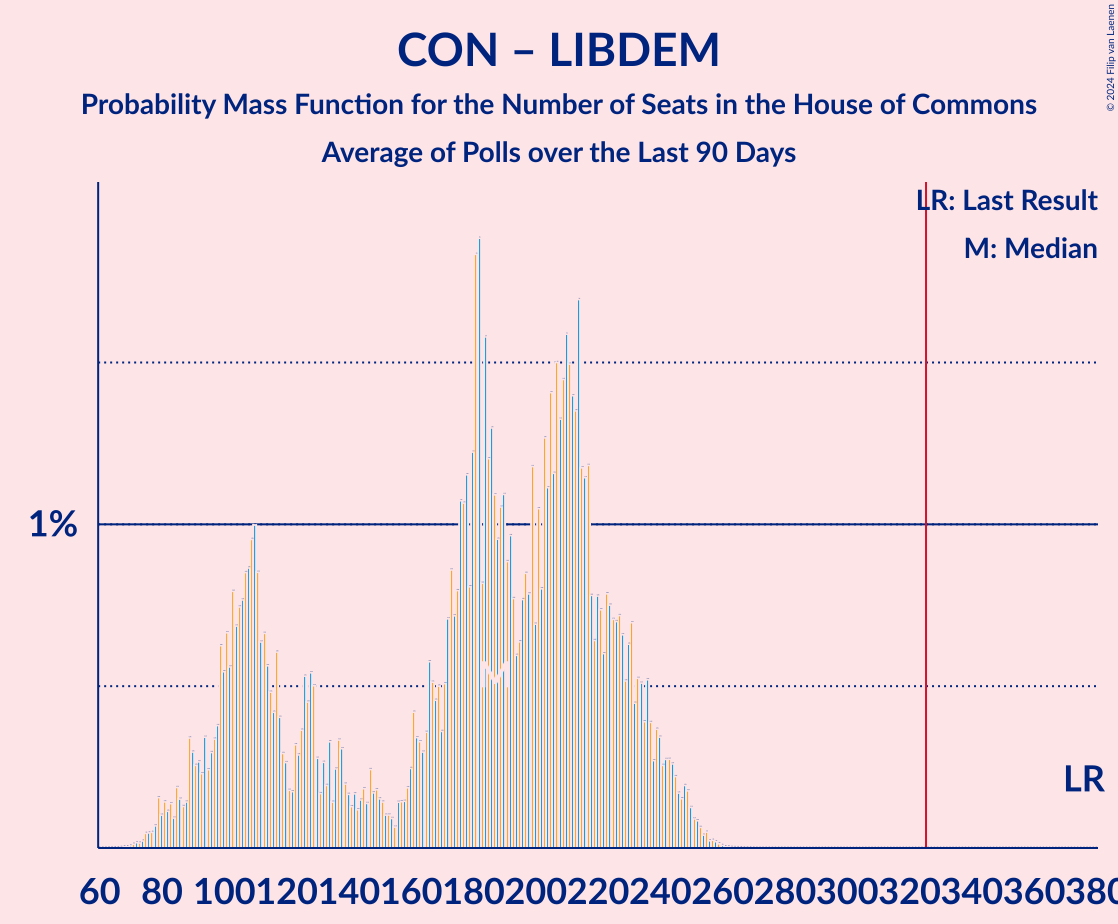 CON – LIBDEM
Probability Mass Function for the Number of Seats in the House of Commons
Average of Polls over the Last 90 Days
© 2024 Filip van Laenen
LR: Last Result
M: Median
1%
M
LR
60 80 100 120 140 160 180 200 220 240 260 280 300 320 340 360 380